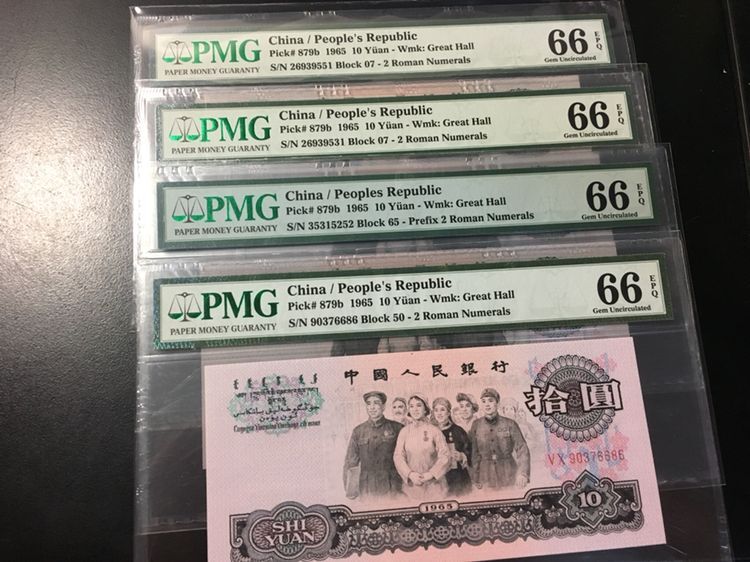 PMG
PAPER MONEY GUARANTY
China / People's Republic
Pick# 879b 1965 10 Yüan - Wmk: Great Hall
S/N 26939551 Block 07 - 2 Roman Numerals
66 EPQ
Gem Uncirculated
PMG
PAPER MONEY GUARANTY
China / People's Republic
Pick# 879b 1965 10 Yüan - Wmk: Great Hall
S/N 26939531 Block 07 - 2 Roman Numerals
66 EPQ
Gem Uncirculated
PMG
PAPER MONEY GUARANTY
China / Peoples Republic
Pick# 879b 1965 10 Yüan - Wmk: Great Hall
S/N 35315252 Block 65 - Prefix 2 Roman Numerals
66 EPQ
Gem Uncirculated
PMG
PAPER MONEY GUARANTY
China / People's Republic
Pick# 879b 1965 10 Yüan - Wmk: Great Hall
S/N 90376686 Block 50 - 2 Roman Numerals
66 EPQ
Gem Uncirculated
中國人民銀行
拾圓
VX 90376686
1965
SHI YUAN
10